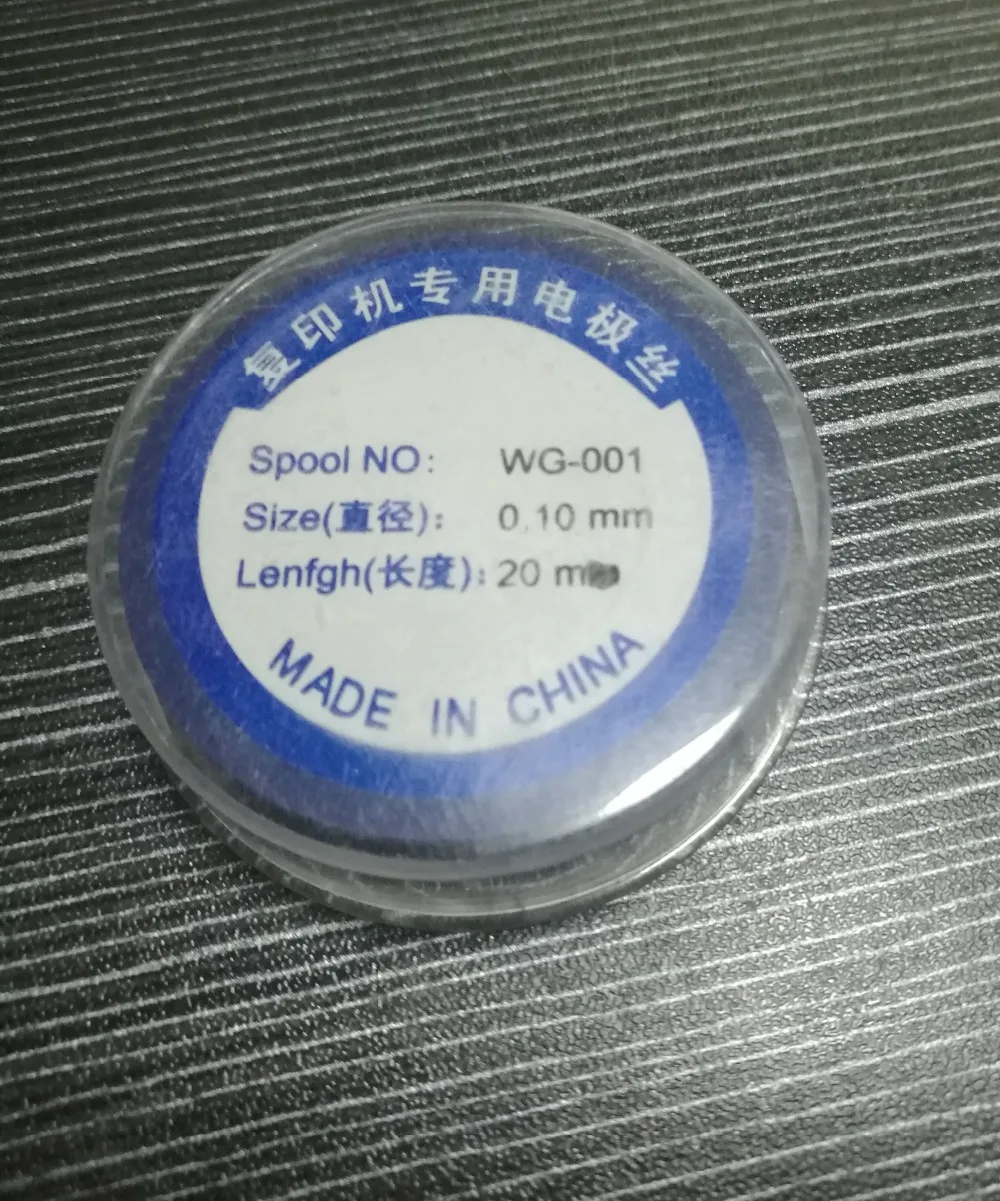 复印机专用电极丝
Spool NO: WG-001
Size(直径): 0.10 mm
Lenfgh(长度): 20 m
MADE IN CHINA